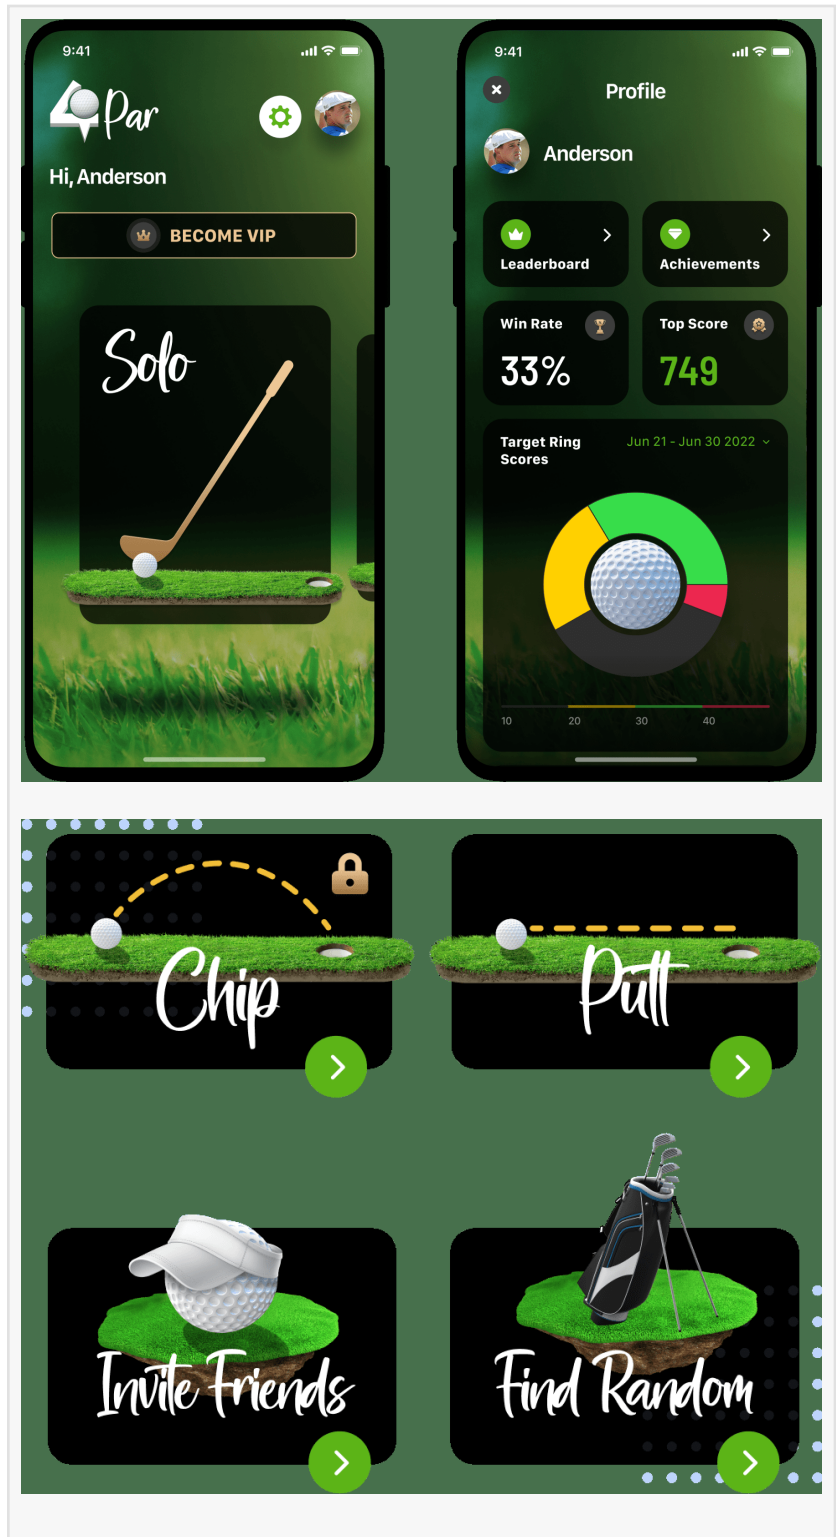 9:41
4Par
Hi, Anderson
BECOME VIP
Solo
9:41
Profile
Anderson
Leaderboard
Achievements
Win Rate
33%
Top Score
749
Target Ring
Scores
Jun 21 - Jun 30 2022
10 20 30 40
Chip
Putt
Invite Friends
Find Random